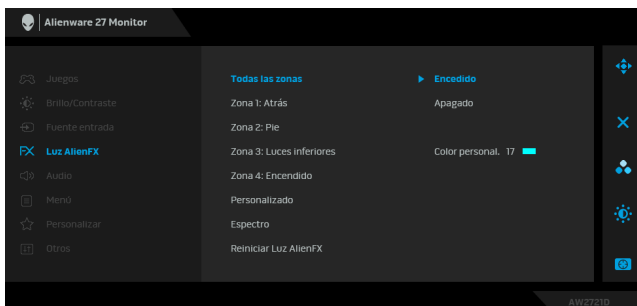 Alienware 27 Monitor
Juegos
Brillo/Contraste
Fuente entrada
FX Luz AlienFX
Audio
Menú
Personalizar
Otros
Todas las zonas
Zona 1: Atrás
Zona 2: Pie
Zona 3: Luces inferiores
Zona 4: Encendido
Personalizado
Espectro
Reiniciar Luz AlienFX
Encedido
Apagado
Color personal. 17
AW2721D